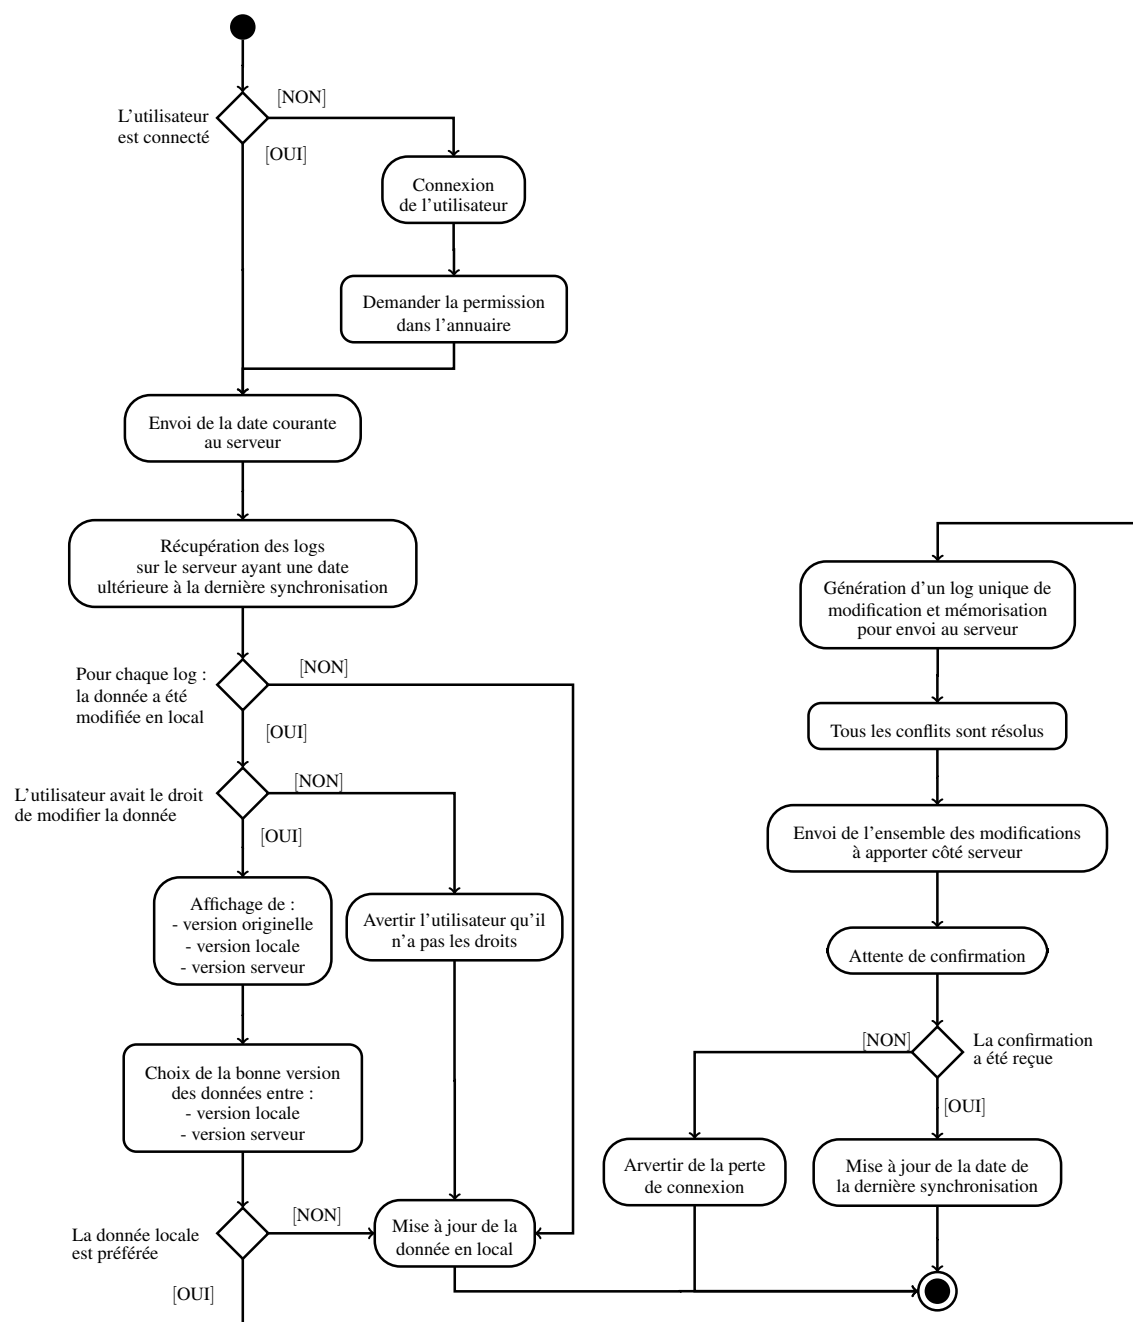 [NON]
L'utilisateur
est connecté
[OUI]
Connexion
de l'utilisateur
Demander la permission
dans l'annuaire
Envoi de la date courante
au serveur
Récupération des logs
sur le serveur ayant une date
ultérieure à la dernière synchronisation
Pour chaque log :
la donnée a été
modifiée en local
[NON]
[OUI]
L'utilisateur avait le droit
de modifier la donnée
[NON]
[OUI]
Affichage de :
- version originelle
- version locale
- version serveur
Avertir l'utilisateur qu'il
n'a pas les droits
Choix de la bonne version
des données entre :
- version locale
- version serveur
La donnée locale
est préférée
[NON]
[OUI]
Mise à jour de la
donnée en local
Génération d'un log unique de
modification et mémorisation
pour envoi au serveur
Tous les conflits sont résolus
Envoi de l'ensemble des modifications
à apporter côté serveur
Attente de confirmation
[NON]
La confirmation
a été reçue
[OUI]
Arvertir de la perte
de connexion
Mise à jour de la date de
la dernière synchronisation